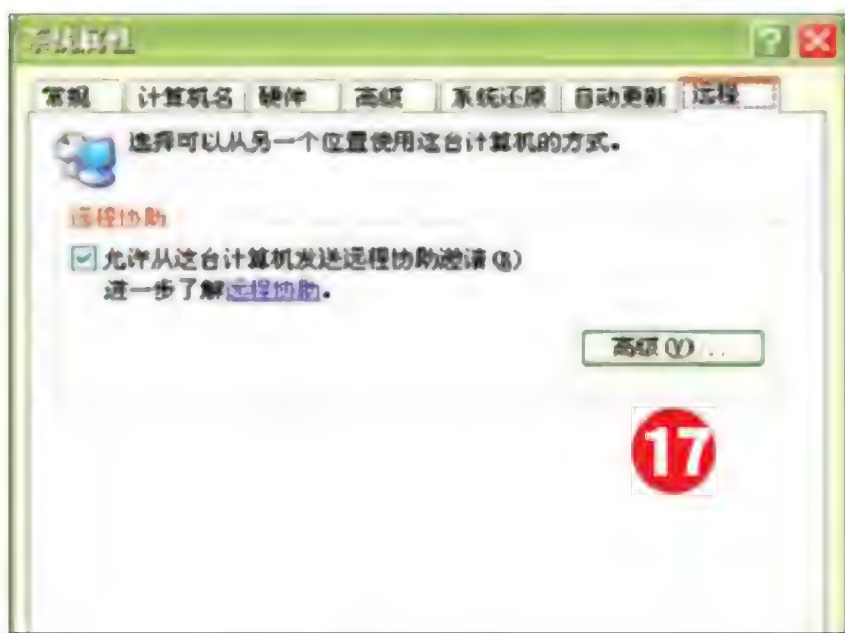 系统属性
常规 计算机名 硬件 高级 系统还原 自动更新 远程
选择可以从另一个位置使用这台计算机的方式。
远程协助
允许从这台计算机发送远程协助邀请(R)
进一步了解远程协助。
高级(V)...
17